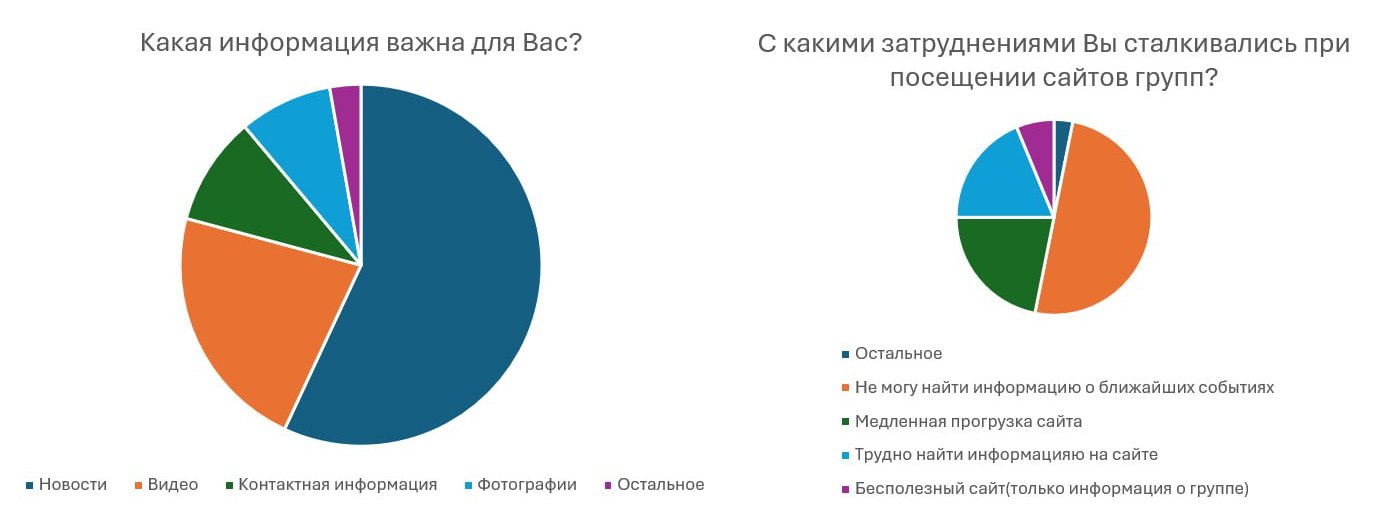 Какая информация важна для Вас?
Новости
Видео
Контактная информация
Фотографии
Остальное
С какими затруднениями Вы сталкивались при
посещении сайтов групп?
Остальное
Не могу найти информацию о ближайших событиях
Медленная прогрузка сайта
Трудно найти информацияю на сайте
Бесполезный сайт(только информация о группе)